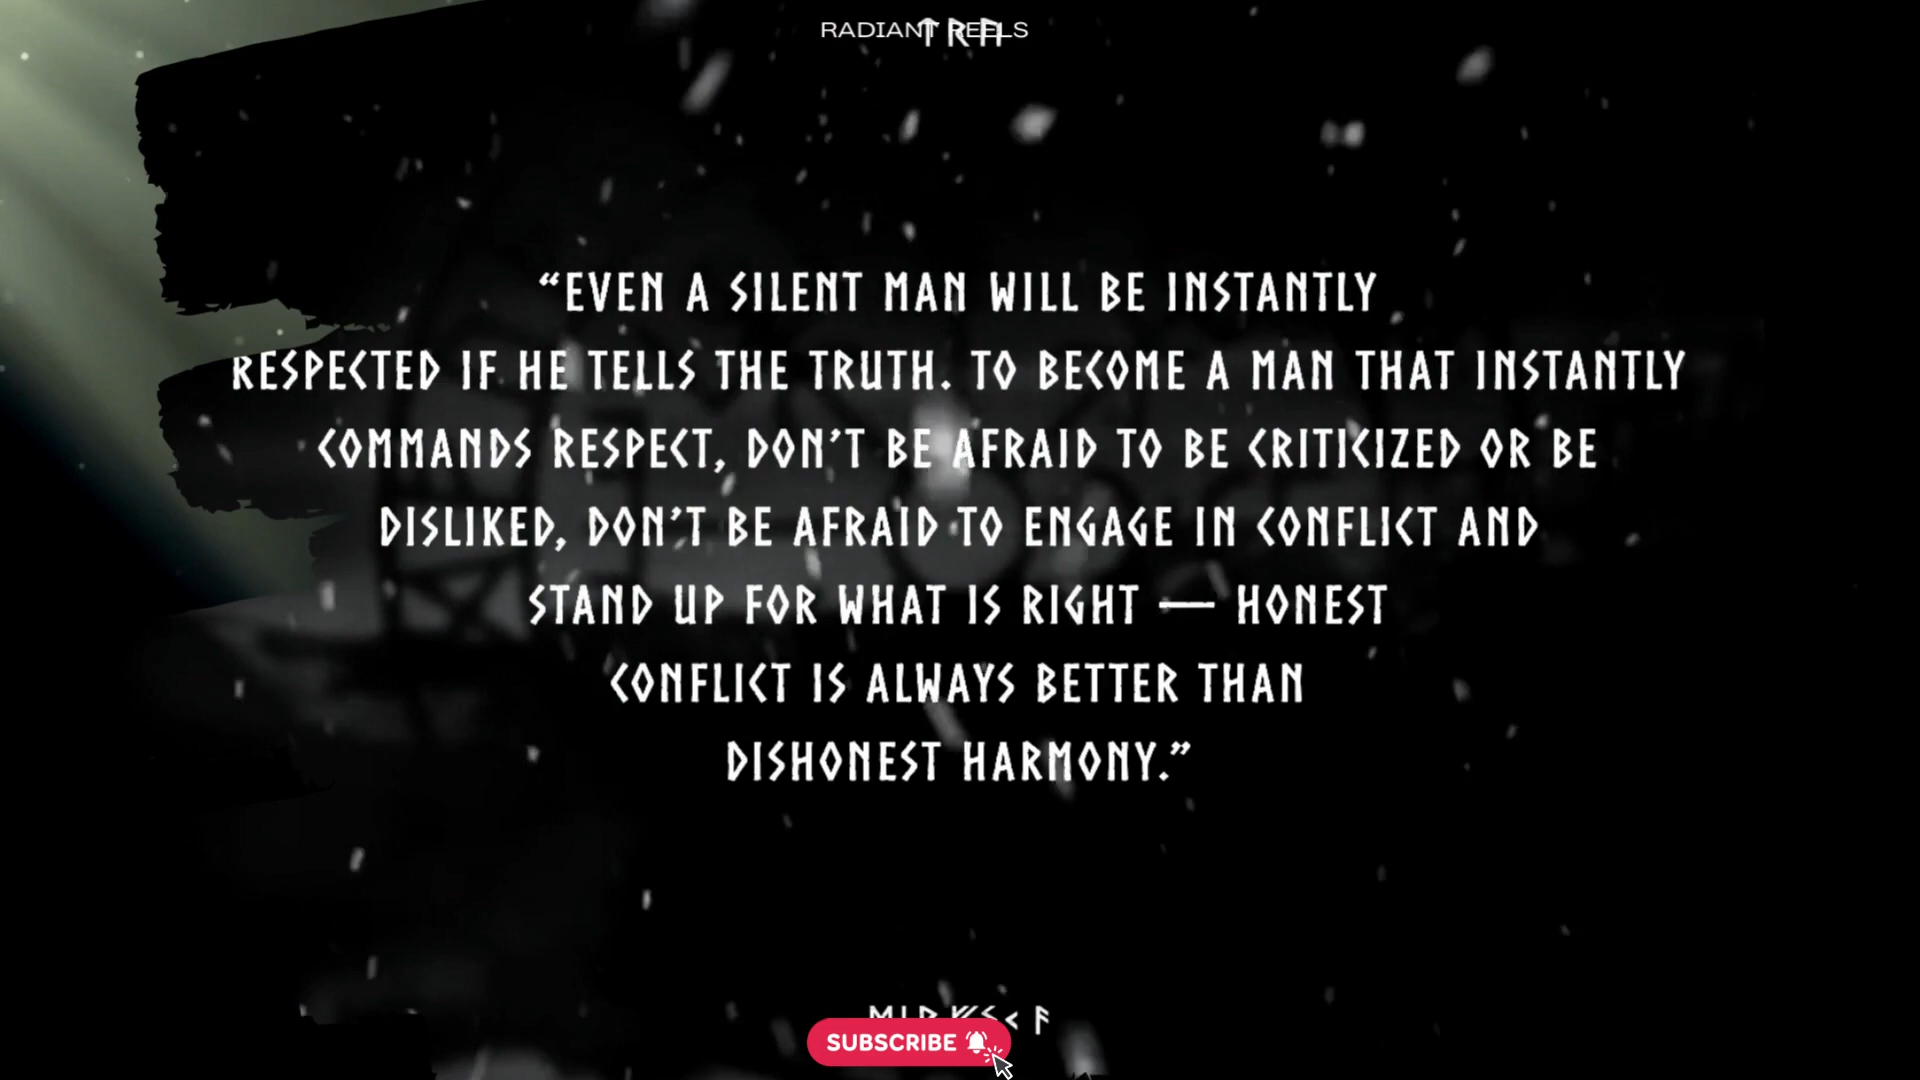 RADIANT REELS
“EVEN A SILENT MAN WILL BE INSTANTLY
RESPECTED IF HE TELLS THE TRUTH. TO BECOME A MAN THAT INSTANTLY
COMMANDS RESPECT, DON’T BE AFRAID TO BE CRITICIZED OR BE
DISLIKED, DON’T BE AFRAID TO ENGAGE IN CONFLICT AND
STAND UP FOR WHAT IS RIGHT — HONEST
CONFLICT IS ALWAYS BETTER THAN
DISHONEST HARMONY.”
SUBSCRIBE